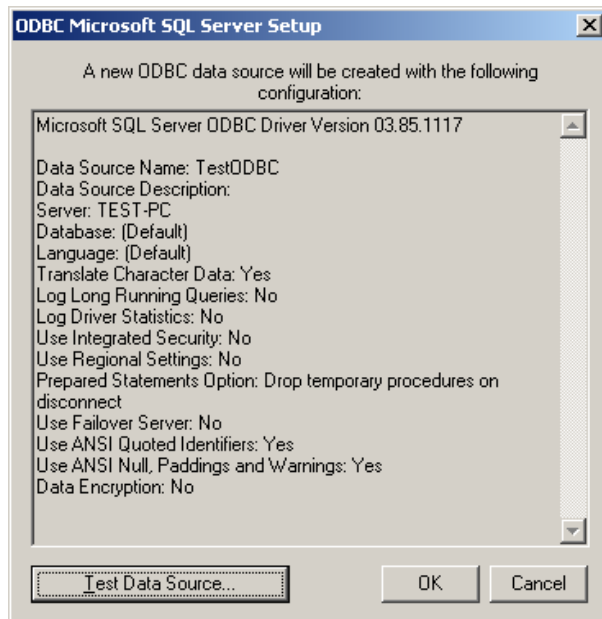 ODBC Microsoft SQL Server Setup
A new ODBC data source will be created with the following
configuration:
Microsoft SQL Server ODBC Driver Version 03.85.1117
Data Source Name: TestODBC
Data Source Description:
Server: TEST-PC
Database: (Default)
Language: (Default)
Translate Character Data: Yes
Log Long Running Queries: No
Log Driver Statistics: No
Use Integrated Security: No
Use Regional Settings: No
Prepared Statements Option: Drop temporary procedures on
disconnect
Use Failover Server: No
Use ANSI Quoted Identifiers: Yes
Use ANSI Null, Paddings and Warnings: Yes
Data Encryption: No
Test Data Source...
OK
Cancel